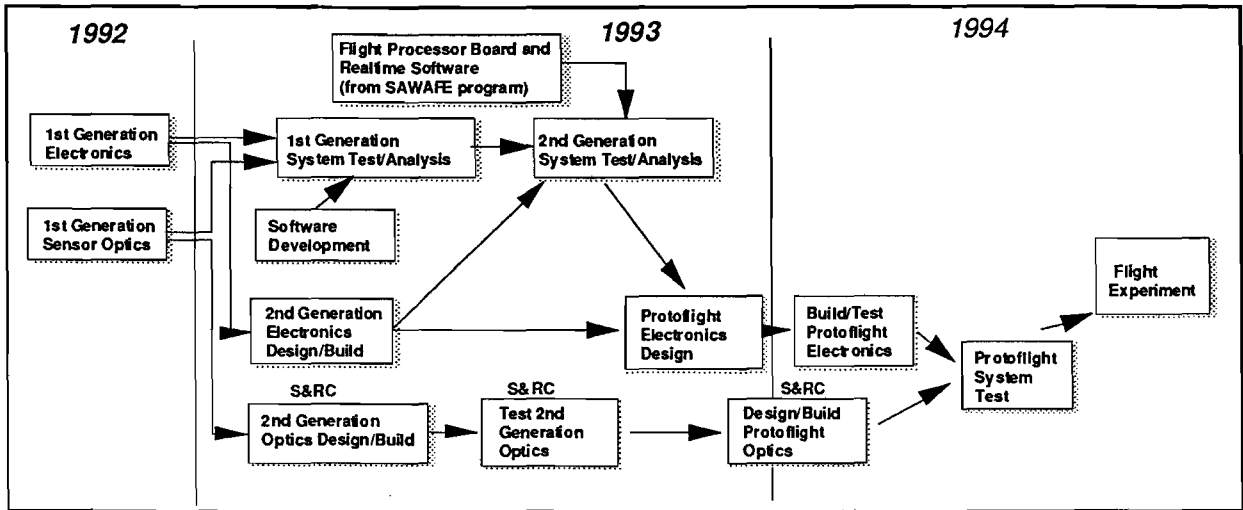 1992
1993
1994
Flight Processor Board and
Realtime Software
(from SAWAFE program)
1st Generation
Electronics
1st Generation
System Test/Analysis
2nd Generation
System Test/Analysis
1st Generation
Sensor Optics
Software
Development
Flight
Experiment
2nd Generation
Electronics
Design/Build
Protoflight
Electronics
Design
Build/Test
Protoflight
Electronics
Protoflight
System
Test
S&RC
2nd Generation
Optics Design/Build
S&RC
Test 2nd
Generation
Optics
S&RC
Design/Build
Protoflight
Optics